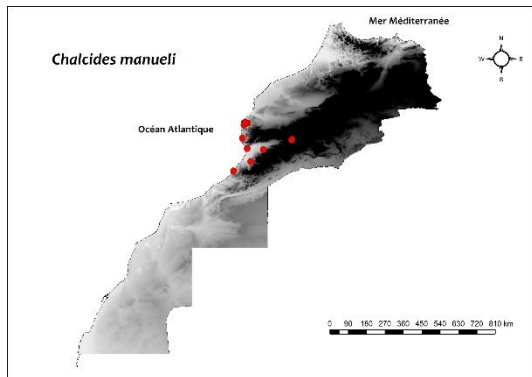 Mer Méditerranée
Chalcides manueli
N
W E
S
Océan Atlantique
0 90 180 270 360 450 540 630 720 810 km